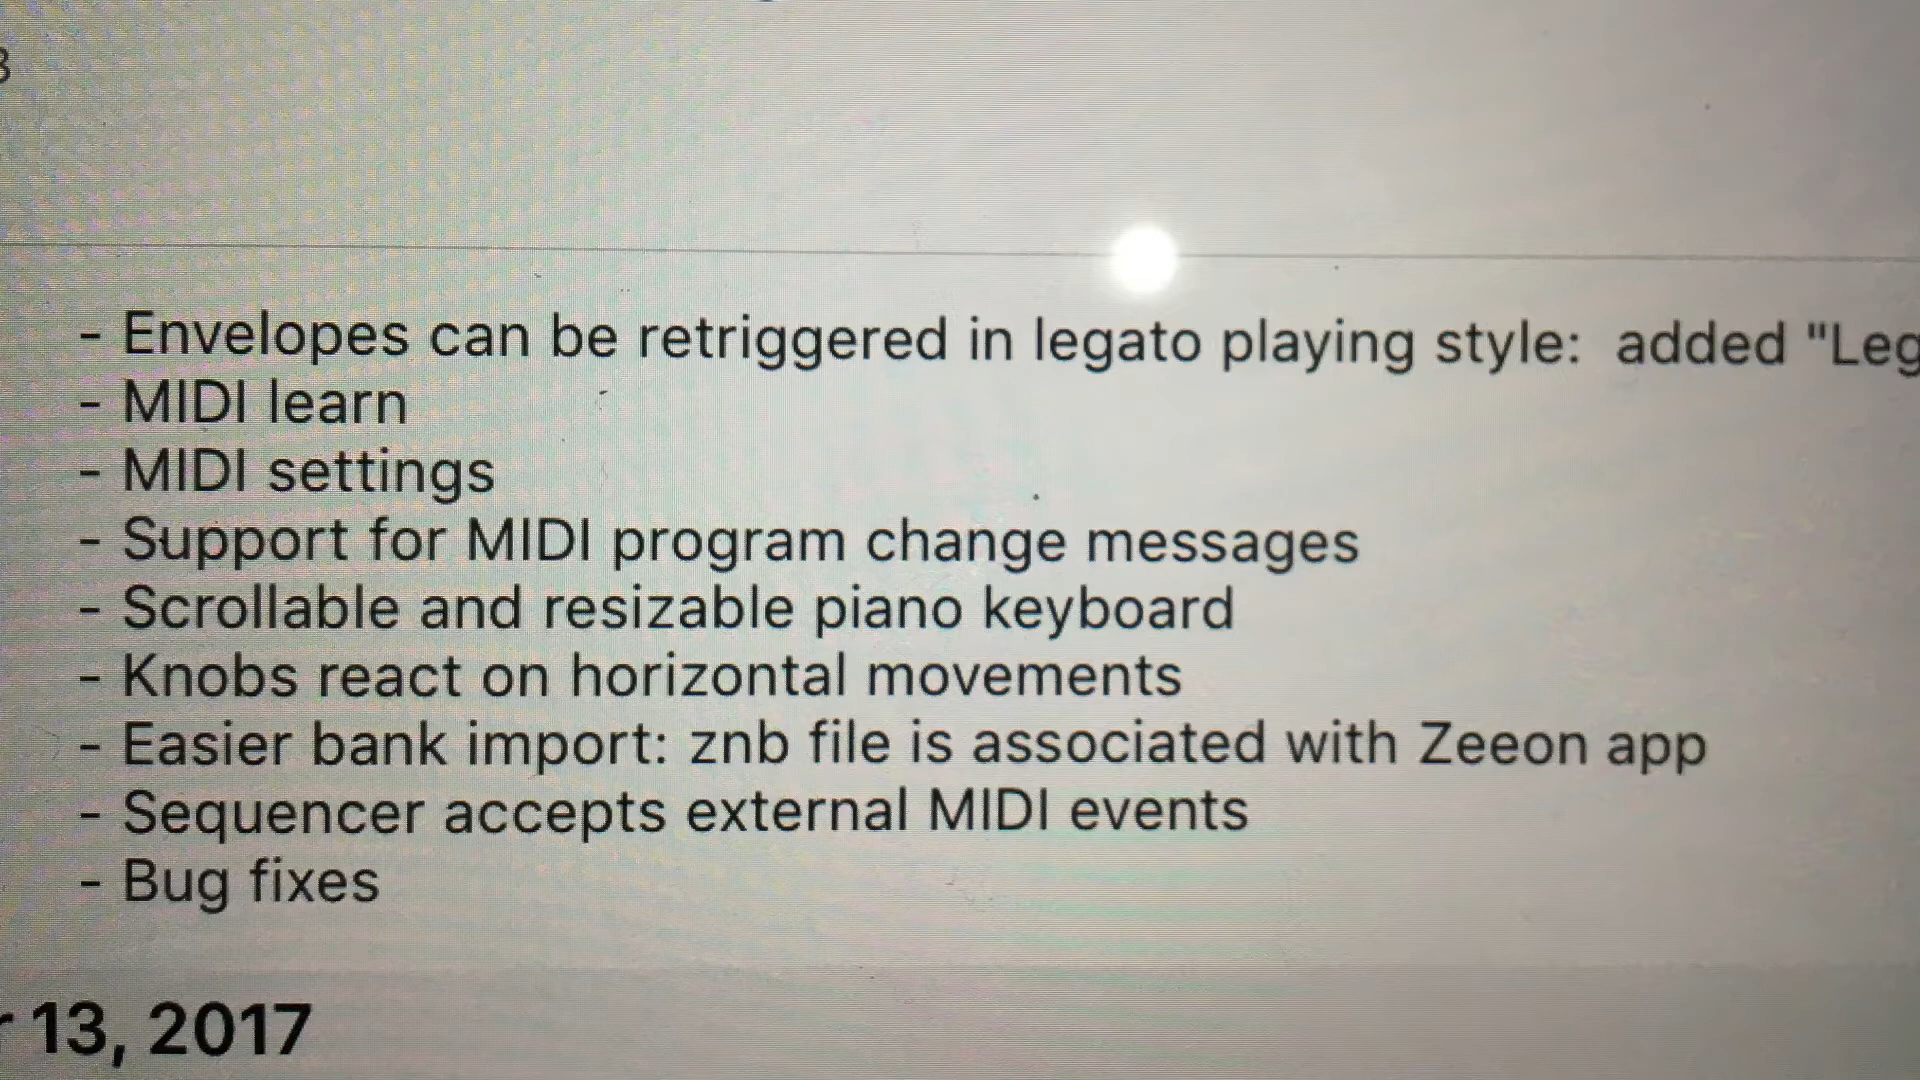 - Envelopes can be retriggered in legato playing style:  added "Leg
- MIDI learn
- MIDI settings
- Support for MIDI program change messages
- Scrollable and resizable piano keyboard
- Knobs react on horizontal movements
- Easier bank import: znb file is associated with Zeeon app
- Sequencer accepts external MIDI events
- Bug fixes
13, 2017